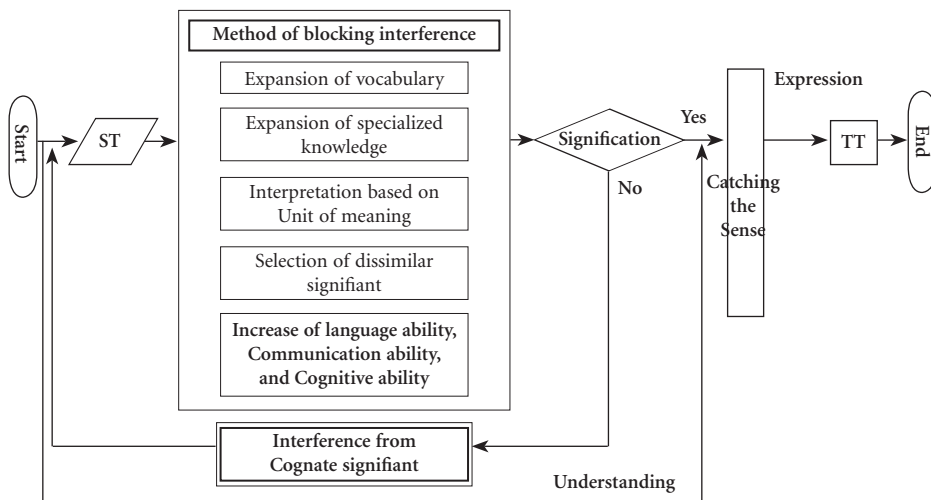 Start
ST
Method of blocking interference
Expansion of vocabulary
Expansion of specialized
knowledge
Interpretation based on
Unit of meaning
Selection of dissimilar
signifiant
Increase of language ability,
Communication ability,
and Cognitive ability
Signification
Yes
No
Interference from
Cognate signifiant
Understanding
Catching
the
Sense
Expression
TT
End